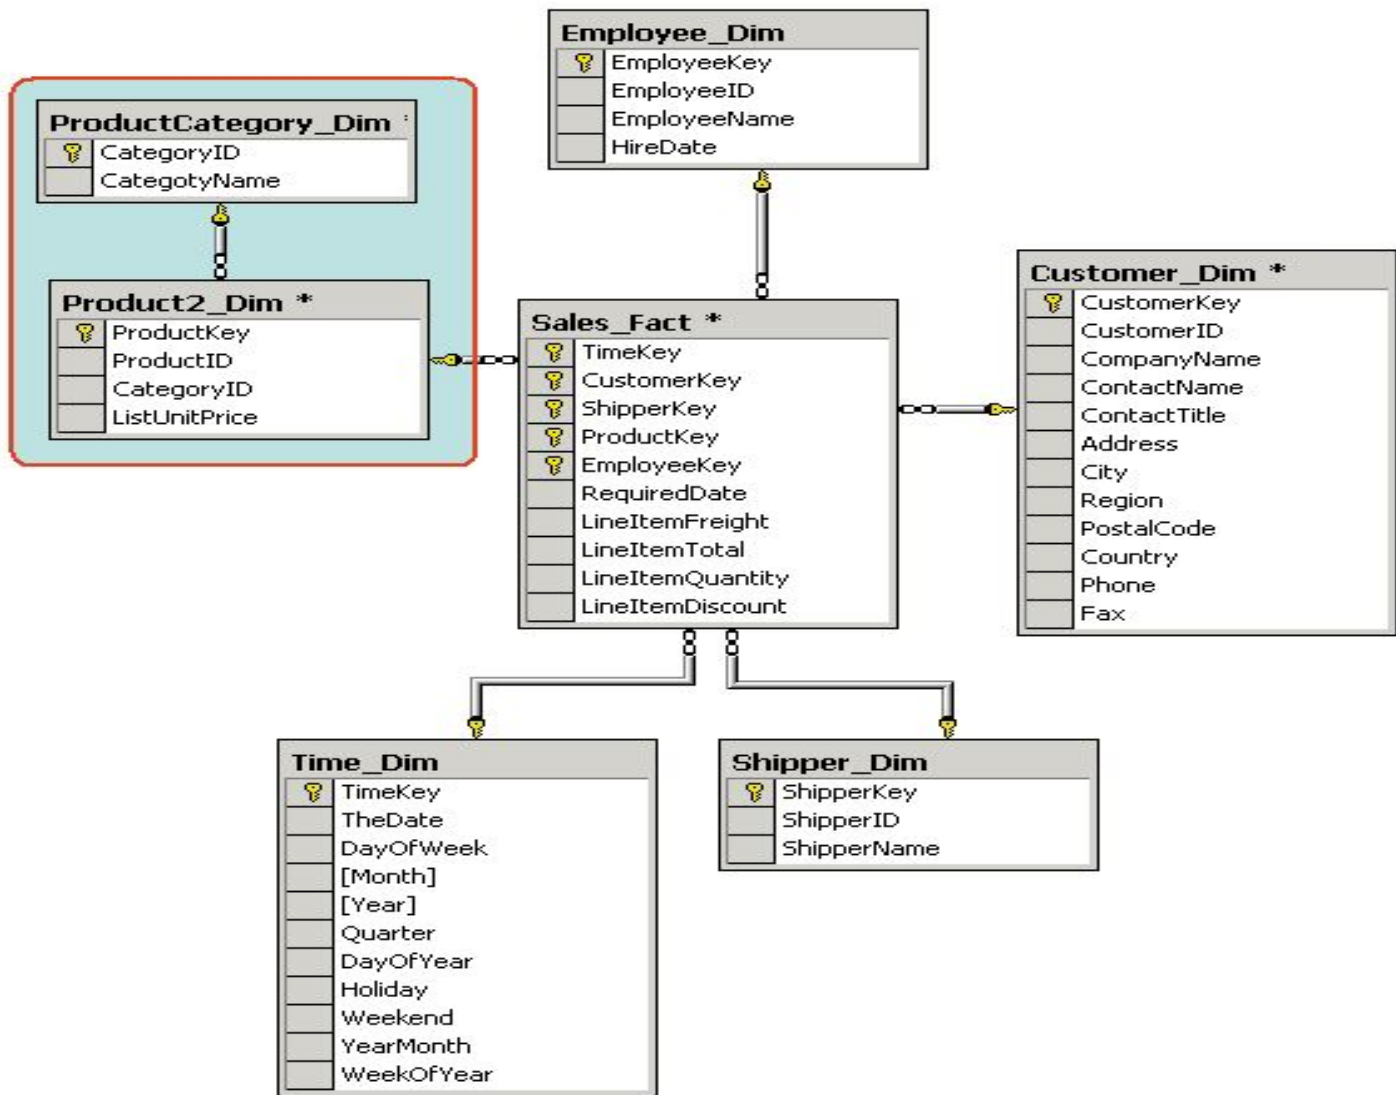 Employee_Dim
EmployeeKey
EmployeeID
EmployeeName
HireDate
ProductCategory_Dim *
CategoryID
CategotyName
Product2_Dim *
ProductKey
ProductID
CategoryID
ListUnitPrice
Sales_Fact *
TimeKey
CustomerKey
ShipperKey
ProductKey
EmployeeKey
RequiredDate
LineItemFreight
LineItemTotal
LineItemQuantity
LineItemDiscount
Customer_Dim *
CustomerKey
CustomerID
CompanyName
ContactName
ContactTitle
Address
City
Region
PostalCode
Country
Phone
Fax
Time_Dim
TimeKey
TheDate
DayOfWeek
[Month]
[Year]
Quarter
DayOfYear
Holiday
Weekend
YearMonth
WeekOfYear
Shipper_Dim
ShipperKey
ShipperID
ShipperName